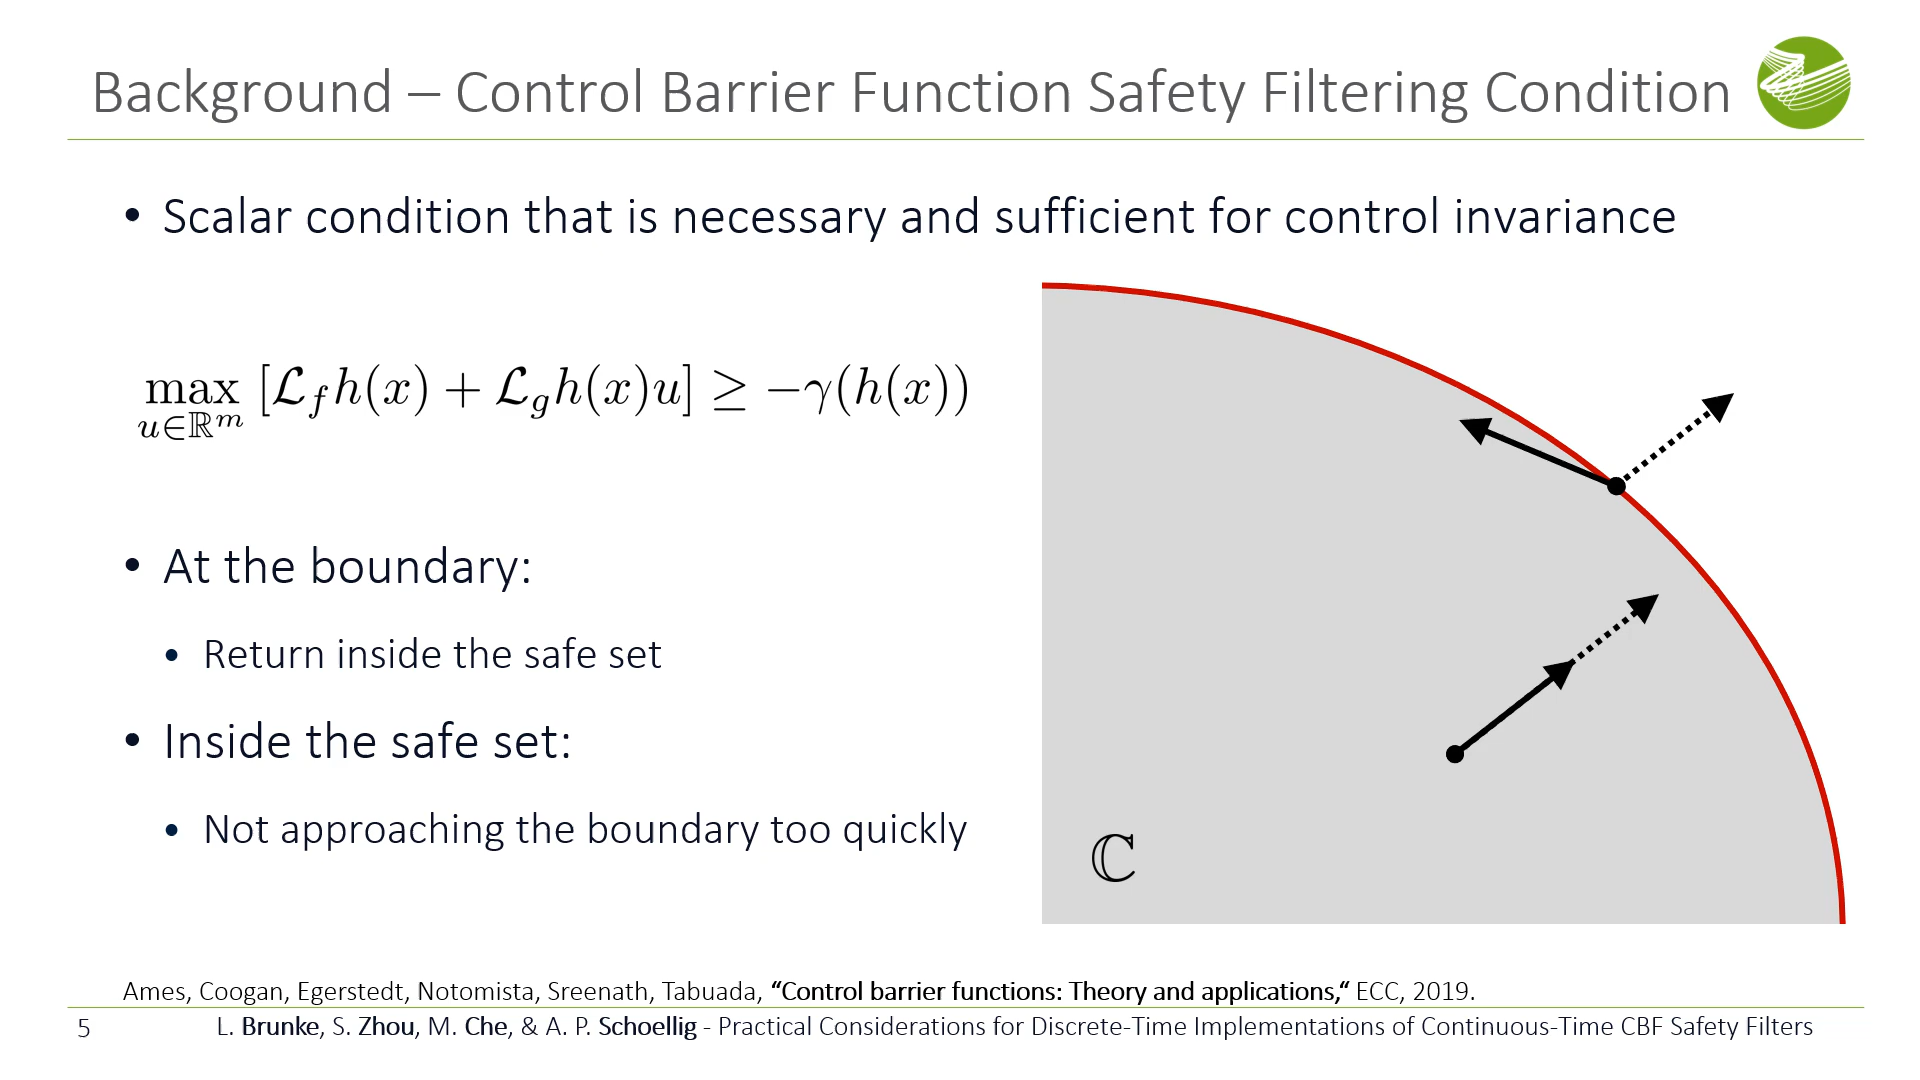 Background – Control Barrier Function Safety Filtering Condition
• Scalar condition that is necessary and sufficient for control invariance
max [ℒ_f h(x) + ℒ_g h(x)u] ≥ −γ(h(x))
u∈ℝ^m
• At the boundary:
• Return inside the safe set
• Inside the safe set:
• Not approaching the boundary too quickly
ℂ
Ames, Coogan, Egerstedt, Notomista, Sreenath, Tabuada, “Control barrier functions: Theory and applications,“ ECC, 2019.
5 L. Brunke, S. Zhou, M. Che, & A. P. Schoellig - Practical Considerations for Discrete-Time Implementations of Continuous-Time CBF Safety Filters